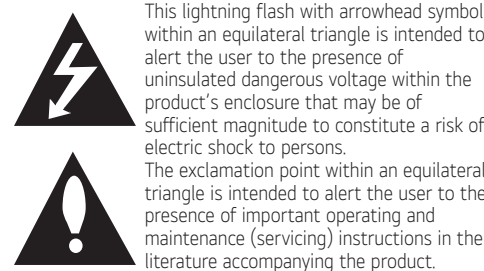 This lightning flash with arrowhead symbol
within an equilateral triangle is intended to
alert the user to the presence of
uninsulated dangerous voltage within the
product's enclosure that may be of
sufficient magnitude to constitute a risk of
electric shock to persons.
The exclamation point within an equilateral
triangle is intended to alert the user to the
presence of important operating and
maintenance (servicing) instructions in the
literature accompanying the product.